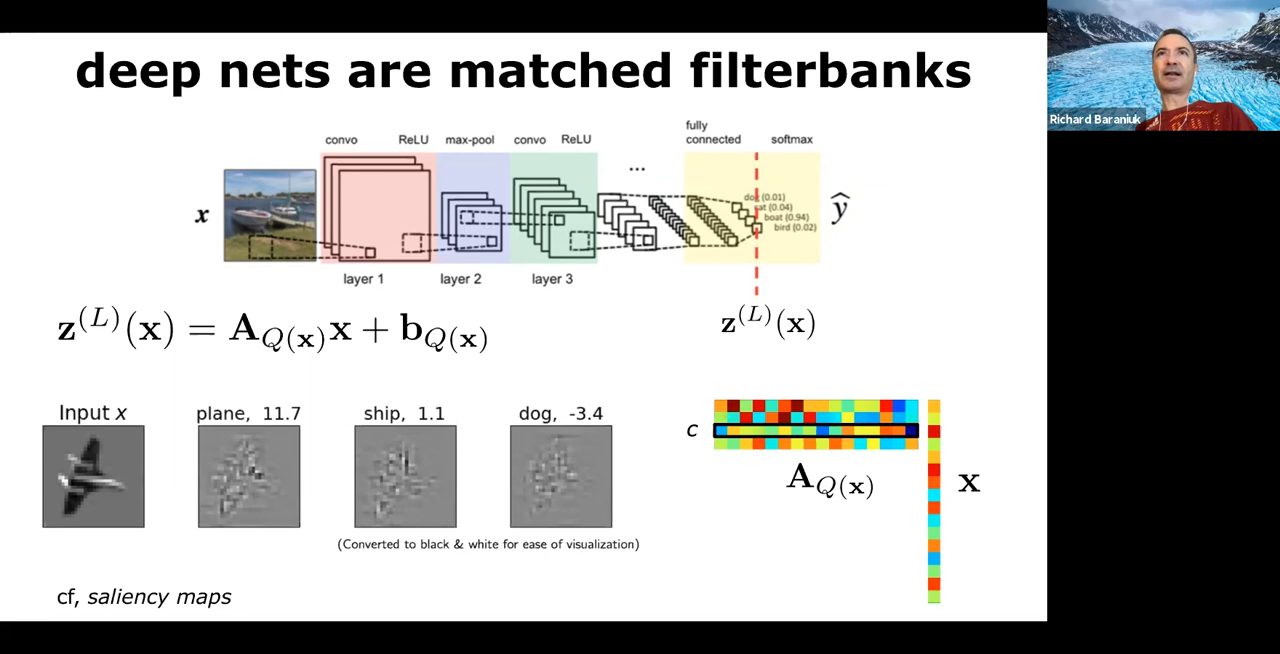 deep nets are matched filterbanks
Richard Baraniuk
convo ReLU max-pool convo ReLU fully connected softmax
...
x
dog (0.01)
cat (0.04)
boat (0.94)
bird (0.02)
ŷ
layer 1 layer 2 layer 3
z^(L)(x) = A_Q(x) x + b_Q(x)
z^(L)(x)
Input x plane, 11.7 ship, 1.1 dog, -3.4
c
A_Q(x)
x
(Converted to black & white for ease of visualization)
cf, saliency maps